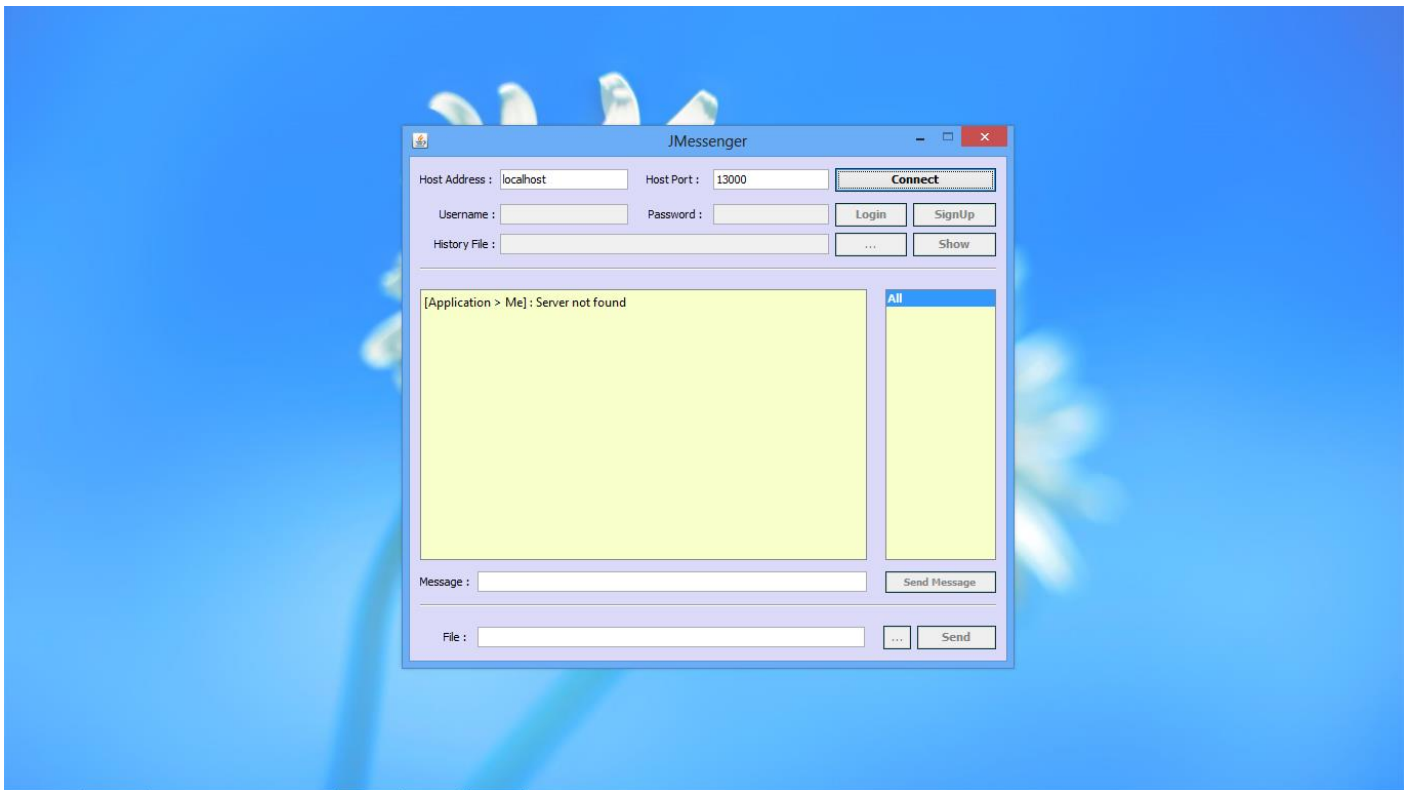 JMessenger
Host Address : localhost Host Port : 13000 Connect
Username : Password : Login SignUp
History File : ... Show
[Application > Me] : Server not found All
Message : Send Message
File : ... Send